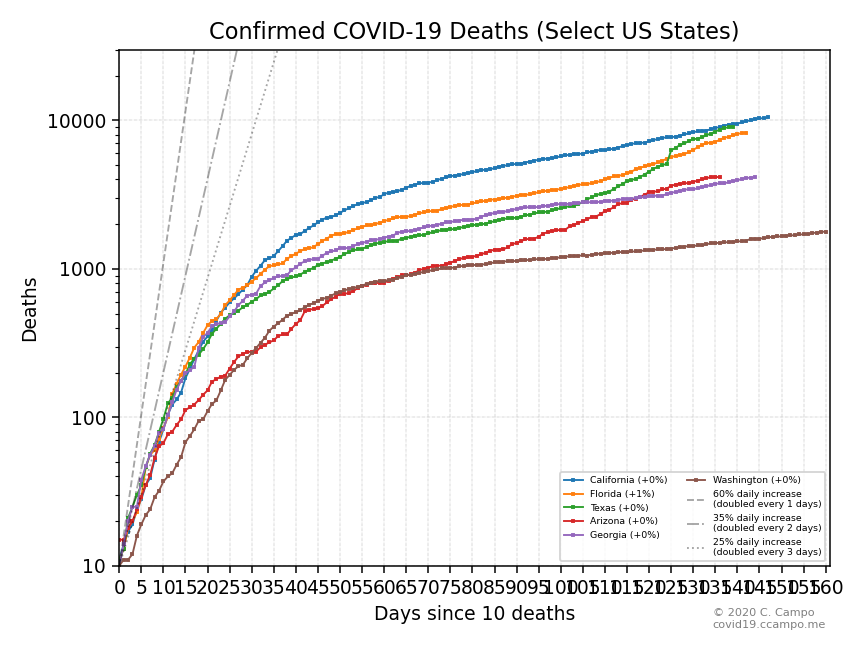 Confirmed COVID-19 Deaths (Select US States)
Deaths
10000
1000
100
10
0 5 10 15 20 25 30 35 40 45 50 55 60 65 70 75 80 85 90 95 100 105 110 115 120 125 130 135 140 145 150 155 160
Days since 10 deaths
California (+0%)
Florida (+1%)
Texas (+0%)
Arizona (+0%)
Georgia (+0%)
Washington (+0%)
60% daily increase
(doubled every 1 days)
35% daily increase
(doubled every 2 days)
25% daily increase
(doubled every 3 days)
© 2020 C. Campo
covid19.ccampo.me